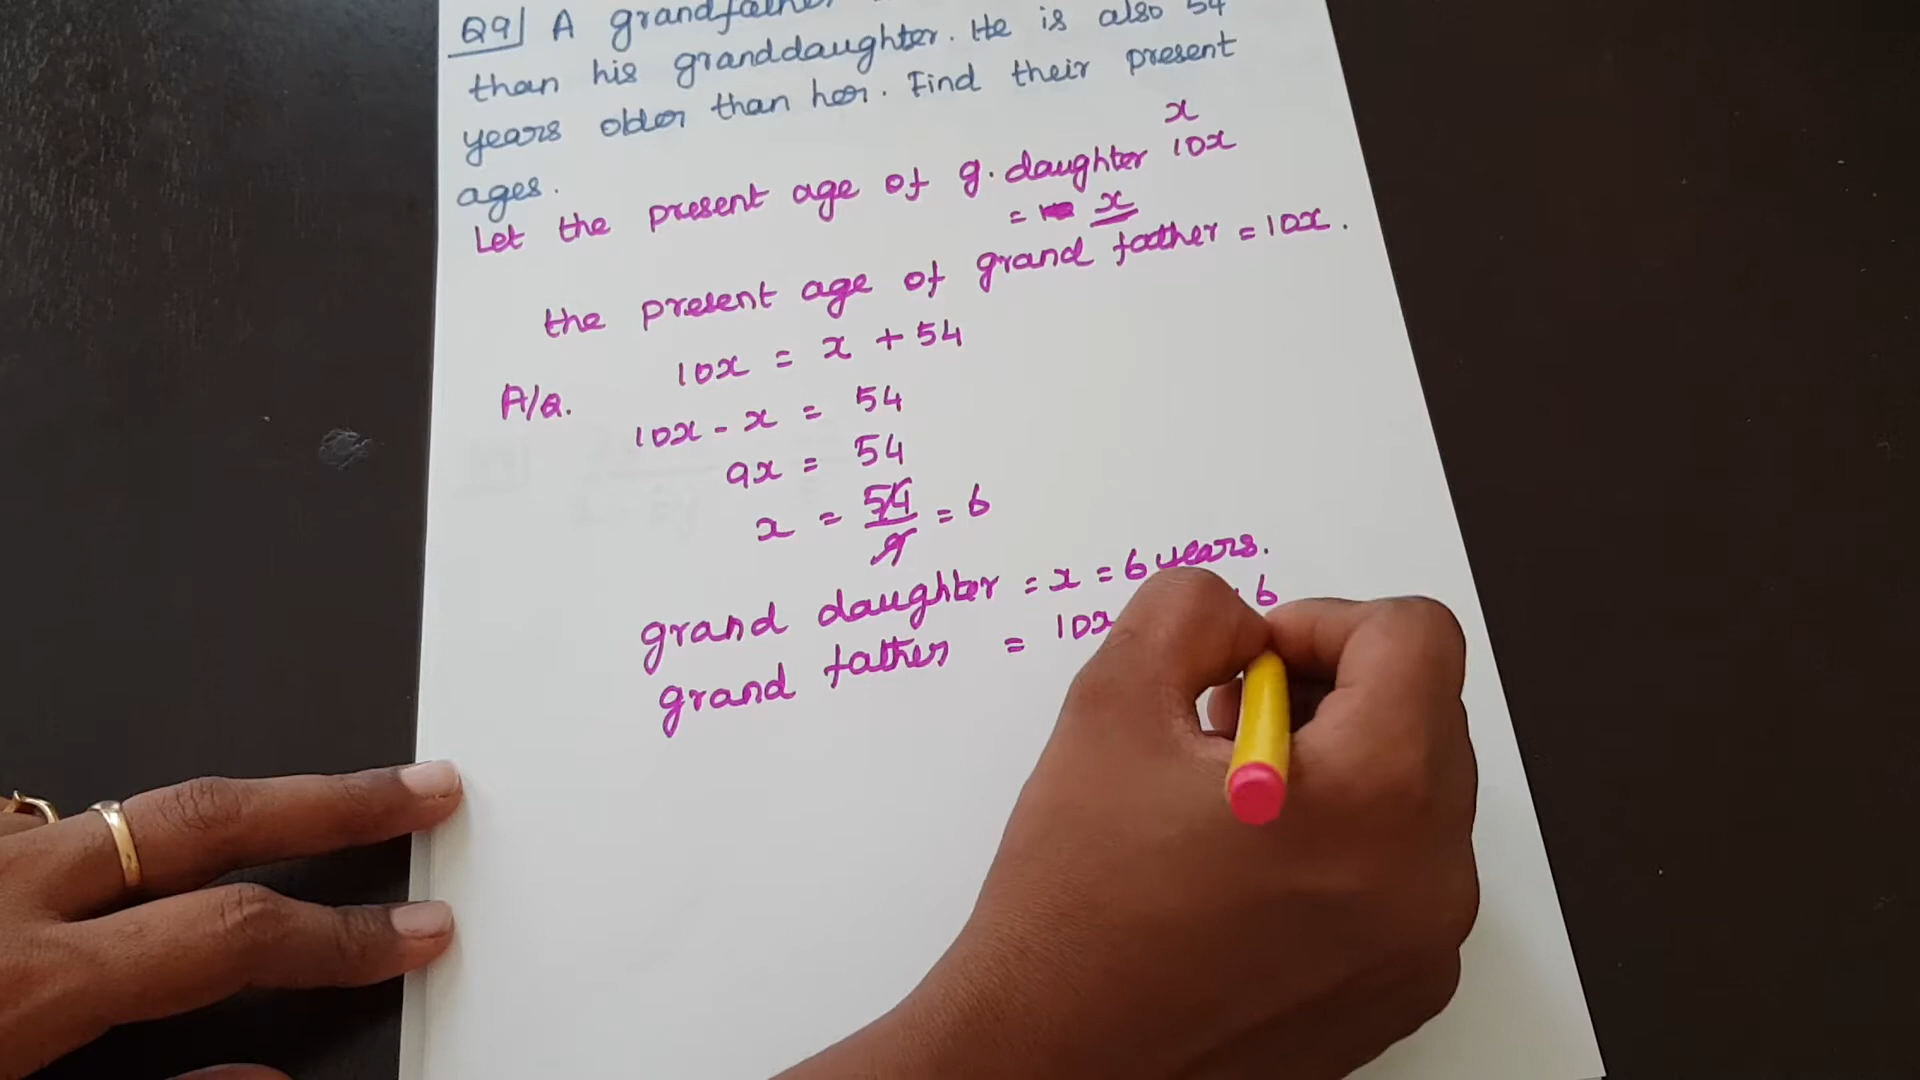 Q9| A grandfather
than his granddaughter. He is also 54
years older than her. Find their present
ages.
x
10x
Let the present age of g. daughter
= x
the present age of grand father = 10x.
A/Q. 10x = x + 54
10x - x = 54
9x = 54
x = 54/9 = 6
grand daughter = x = 6 years.
grand father = 10x 6